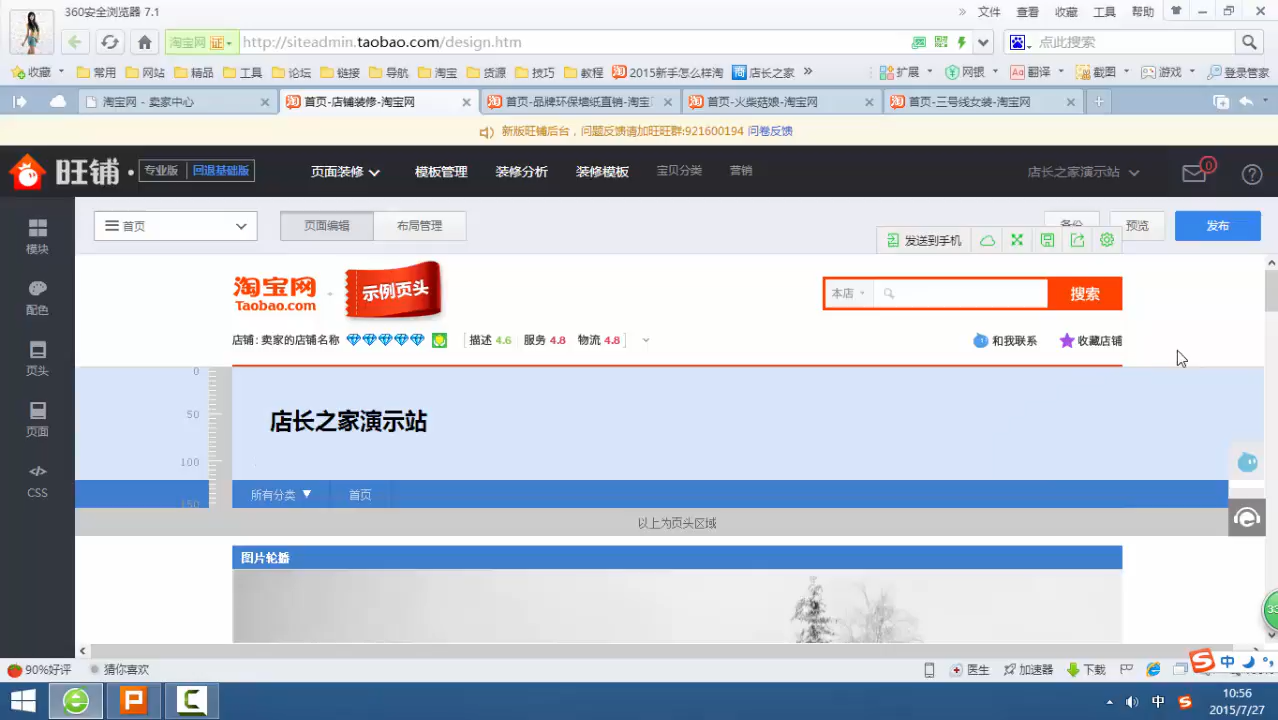 360安全浏览器 7.1
» 文件 查看 收藏 工具 帮助
淘宝网 证 http://siteadmin.taobao.com/design.htm 点此搜索
收藏 常用 网站 精品 工具 论坛 链接 导航 淘宝 货源 技巧 教程 2015新手怎么样淘 商 店长之家 » 扩展 网银 Aa 翻译 截图 游戏 登录管家
淘宝网 - 卖家中心 首页-店铺装修-淘宝网 首页-品牌环保墙纸直销-淘宝 首页-火柴菇娘-淘宝网 首页-三号线女装-淘宝网
新版旺铺后台，问题反馈请加旺旺群:921600194 问卷反馈
旺铺 专业版 回退基础版 页面装修 模板管理 装修分析 装修模板 宝贝分类 营销 店长之家演示站 0
首页 页面编辑 布局管理 备份 预览 发布
发送到手机
模块
配色
页头
页面
CSS
淘宝网
Taobao.com
示例页头
本店 搜索
店铺: 卖家的店铺名称 描述 4.6 服务 4.8 物流 4.8 和我联系 收藏店铺
0
50
100
150
店长之家演示站
所有分类 首页
以上为页头区域
图片轮播
33
90%好评 猜你喜欢 医生 加速器 下载
中
中
10:56
2015/7/27